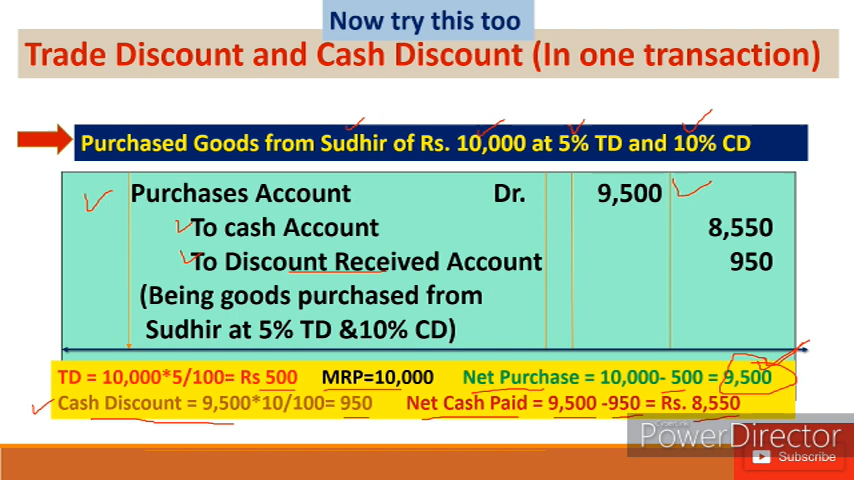 Now try this too
Trade Discount and Cash Discount (In one transaction)
Purchased Goods from Sudhir of Rs. 10,000 at 5% TD and 10% CD
Purchases Account Dr. 9,500
To cash Account 8,550
To Discount Received Account 950
(Being goods purchased from
Sudhir at 5% TD &10% CD)
TD = 10,000*5/100= Rs 500 MRP=10,000 Net Purchase = 10,000- 500 = 9,500
Cash Discount = 9,500*10/100= 950 Net Cash Paid = 9,500 -950 = Rs. 8,550
CyberLink
PowerDirector
Subscribe